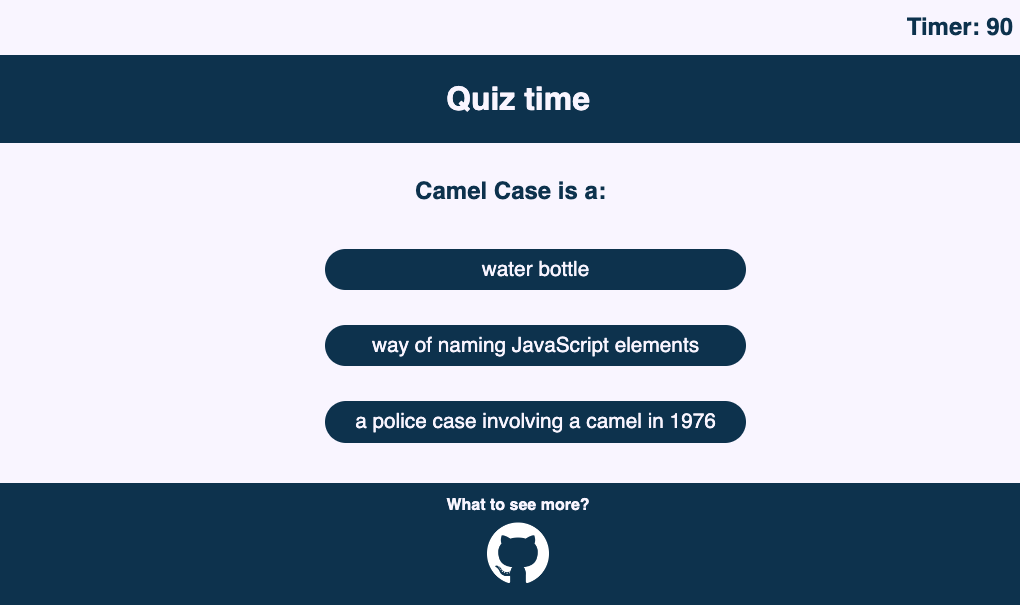 Timer: 90
Quiz time
Camel Case is a:
water bottle
way of naming JavaScript elements
a police case involving a camel in 1976
What to see more?